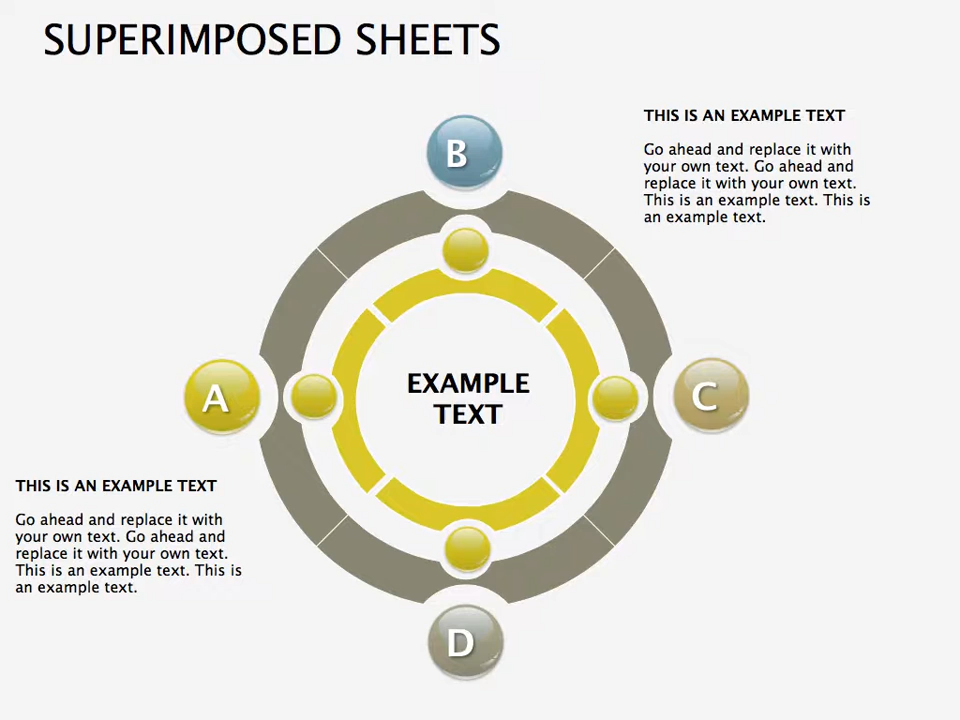 SUPERIMPOSED SHEETS
THIS IS AN EXAMPLE TEXT
Go ahead and replace it with
your own text. Go ahead and
replace it with your own text.
This is an example text. This is
an example text.
B
A
EXAMPLE
TEXT
C
THIS IS AN EXAMPLE TEXT
Go ahead and replace it with
your own text. Go ahead and
replace it with your own text.
This is an example text. This is
an example text.
D